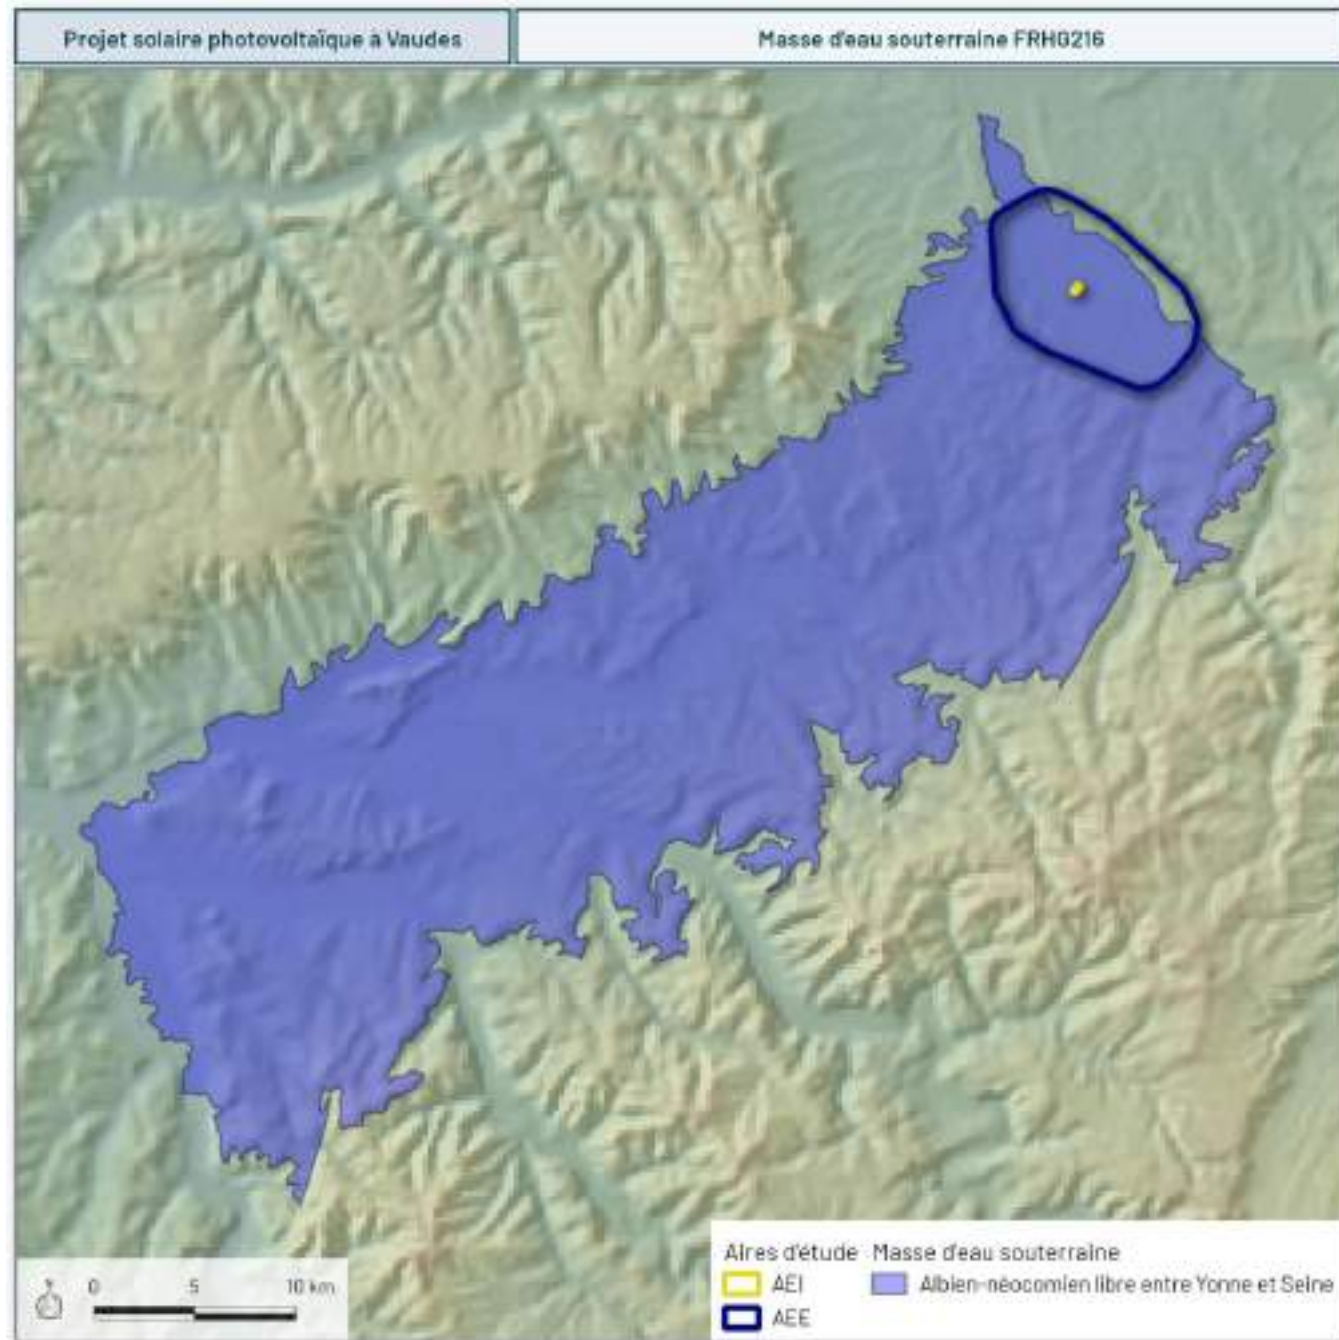 Projet solaire photovoltaïque à Vaudes
Masse d'eau souterraine FRHG216
0 5 10 km
Aires d'étude Masse d'eau souterraine
AEI Albien-néocomien libre entre Yonne et Seine
AEE